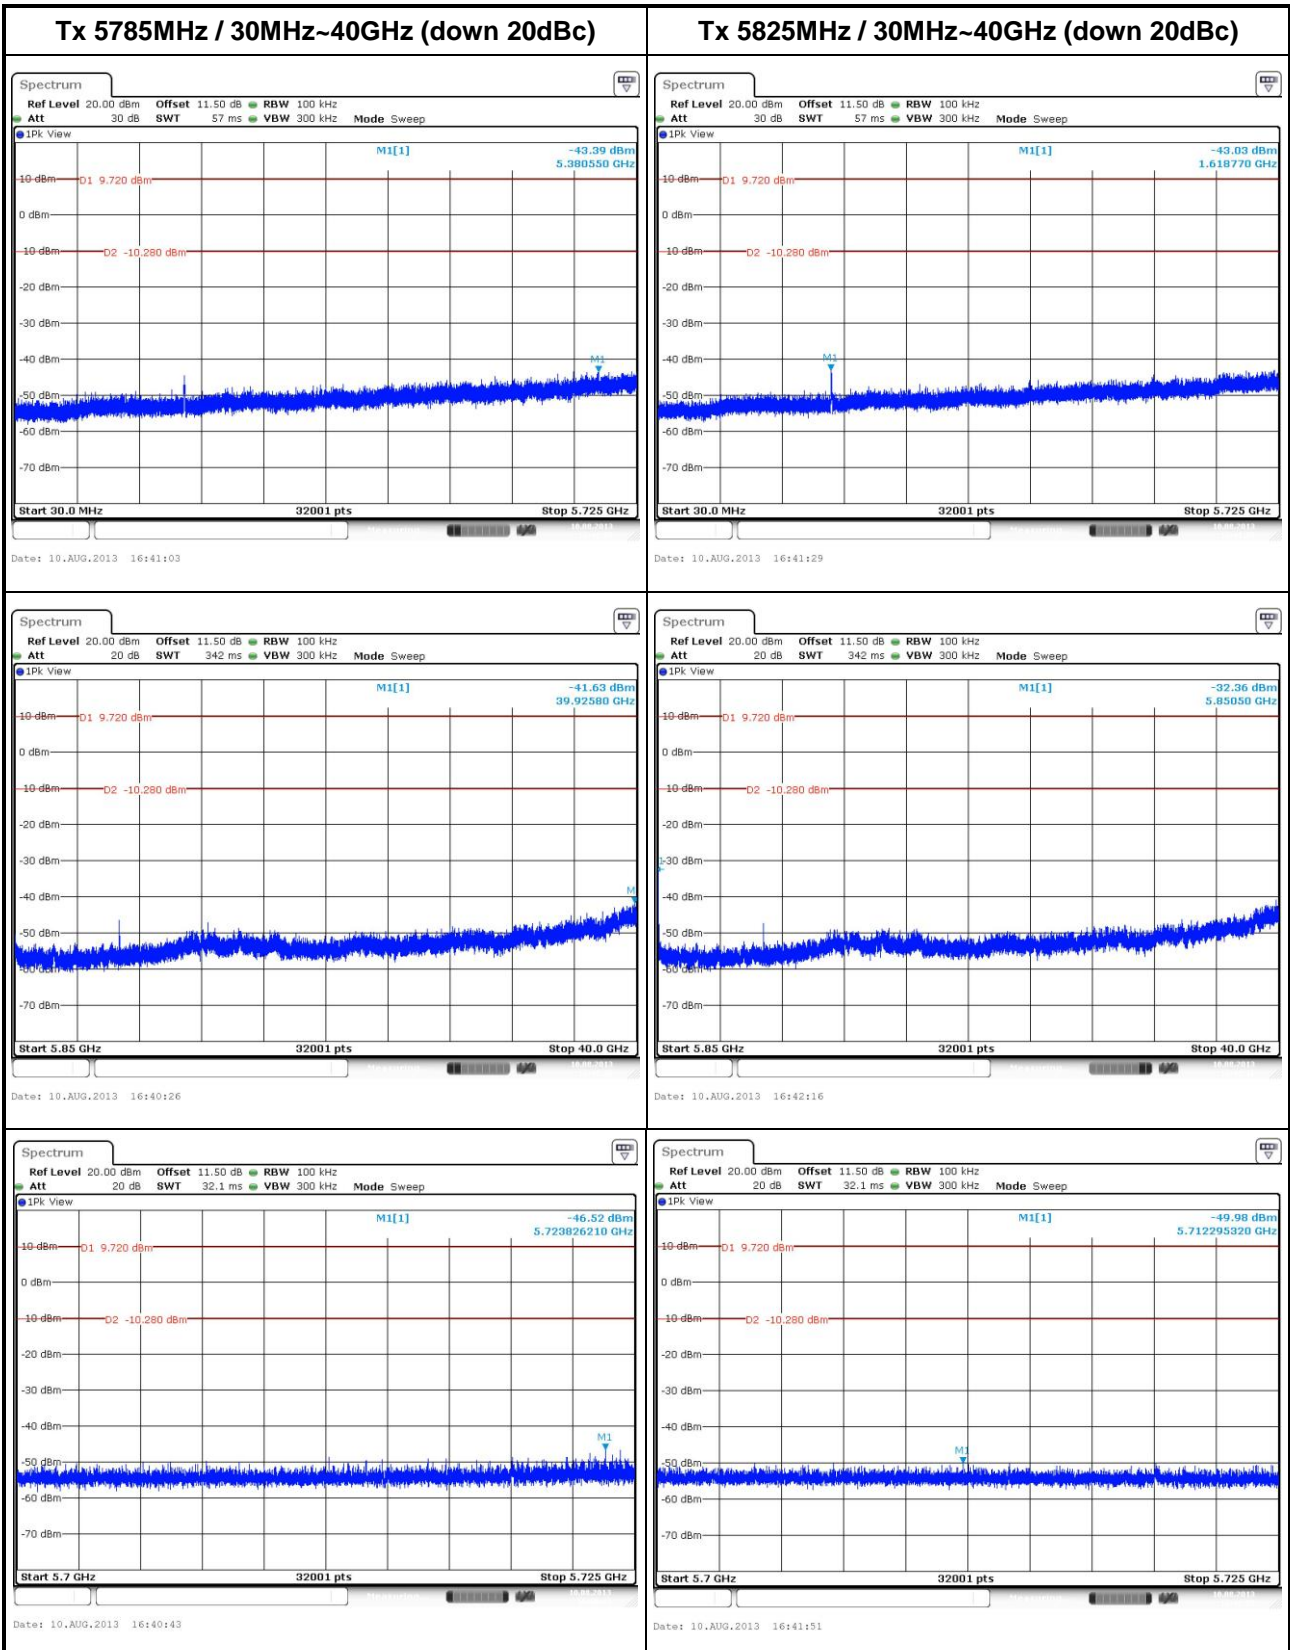 Tx 5785MHz / 30MHz~40GHz (down 20dBc)
Tx 5825MHz / 30MHz~40GHz (down 20dBc)
Spectrum
Ref Level 20.00 dBm Offset 11.50 dB RBW 100 kHz
Att 30 dB SWT 57 ms VBW 300 kHz Mode Sweep
1Pk View
M1[1] -43.39 dBm
5.380550 GHz
10 dBm
D1 9.720 dBm
0 dBm
-10 dBm
D2 -10.280 dBm
-20 dBm
-30 dBm
-40 dBm
M1
-50 dBm
-60 dBm
-70 dBm
Start 30.0 MHz 32001 pts Stop 5.725 GHz
Date: 10.AUG.2013 16:41:03
Spectrum
Ref Level 20.00 dBm Offset 11.50 dB RBW 100 kHz
Att 30 dB SWT 57 ms VBW 300 kHz Mode Sweep
1Pk View
M1[1] -43.03 dBm
1.618770 GHz
10 dBm
D1 9.720 dBm
0 dBm
-10 dBm
D2 -10.280 dBm
-20 dBm
-30 dBm
-40 dBm
M1
-50 dBm
-60 dBm
-70 dBm
Start 30.0 MHz 32001 pts Stop 5.725 GHz
Date: 10.AUG.2013 16:41:29
Spectrum
Ref Level 20.00 dBm Offset 11.50 dB RBW 100 kHz
Att 20 dB SWT 342 ms VBW 300 kHz Mode Sweep
1Pk View
M1[1] -41.63 dBm
39.92580 GHz
10 dBm
D1 9.720 dBm
0 dBm
-10 dBm
D2 -10.280 dBm
-20 dBm
-30 dBm
-40 dBm
M
-50 dBm
-60 dBm
-70 dBm
Start 5.85 GHz 32001 pts Stop 40.0 GHz
Date: 10.AUG.2013 16:40:26
Spectrum
Ref Level 20.00 dBm Offset 11.50 dB RBW 100 kHz
Att 20 dB SWT 342 ms VBW 300 kHz Mode Sweep
1Pk View
M1[1] -32.36 dBm
5.85050 GHz
10 dBm
D1 9.720 dBm
0 dBm
-10 dBm
D2 -10.280 dBm
-20 dBm
-30 dBm
-40 dBm
-50 dBm
-60 dBm
-70 dBm
Start 5.85 GHz 32001 pts Stop 40.0 GHz
Date: 10.AUG.2013 16:42:16
Spectrum
Ref Level 20.00 dBm Offset 11.50 dB RBW 100 kHz
Att 20 dB SWT 32.1 ms VBW 300 kHz Mode Sweep
1Pk View
M1[1] -46.52 dBm
5.723826210 GHz
10 dBm
D1 9.720 dBm
0 dBm
-10 dBm
D2 -10.280 dBm
-20 dBm
-30 dBm
-40 dBm
M1
-50 dBm
-60 dBm
-70 dBm
Start 5.7 GHz 32001 pts Stop 5.725 GHz
Date: 10.AUG.2013 16:40:43
Spectrum
Ref Level 20.00 dBm Offset 11.50 dB RBW 100 kHz
Att 20 dB SWT 32.1 ms VBW 300 kHz Mode Sweep
1Pk View
M1[1] -49.98 dBm
5.712295320 GHz
10 dBm
D1 9.720 dBm
0 dBm
-10 dBm
D2 -10.280 dBm
-20 dBm
-30 dBm
-40 dBm
M1
-50 dBm
-60 dBm
-70 dBm
Start 5.7 GHz 32001 pts Stop 5.725 GHz
Date: 10.AUG.2013 16:41:51